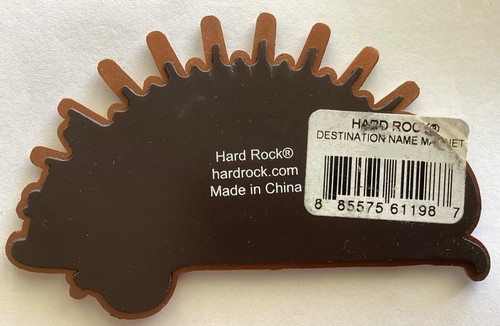 Hard Rock®
hardrock.com
Made in China
HARD ROCK®
DESTINATION NAME MAGNET
8 85575 61198 7